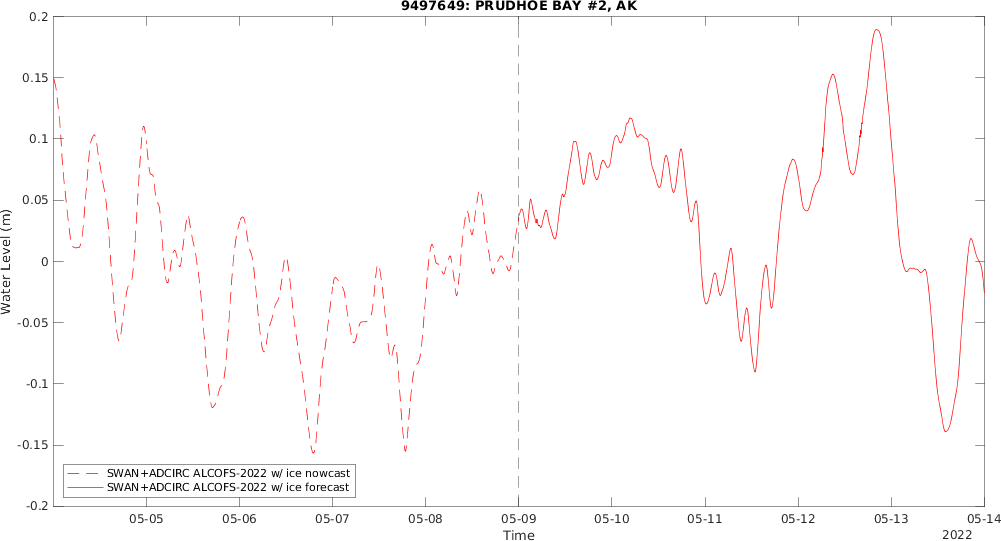 9497649: PRUDHOE BAY #2, AK
0.2
0.15
0.1
0.05
0
-0.05
-0.1
-0.15
-0.2
Water Level (m)
SWAN+ADCIRC ALCOFS-2022 w/ ice nowcast
SWAN+ADCIRC ALCOFS-2022 w/ ice forecast
05-05 05-06 05-07 05-08 05-09 05-10 05-11 05-12 05-13 05-14
Time
2022